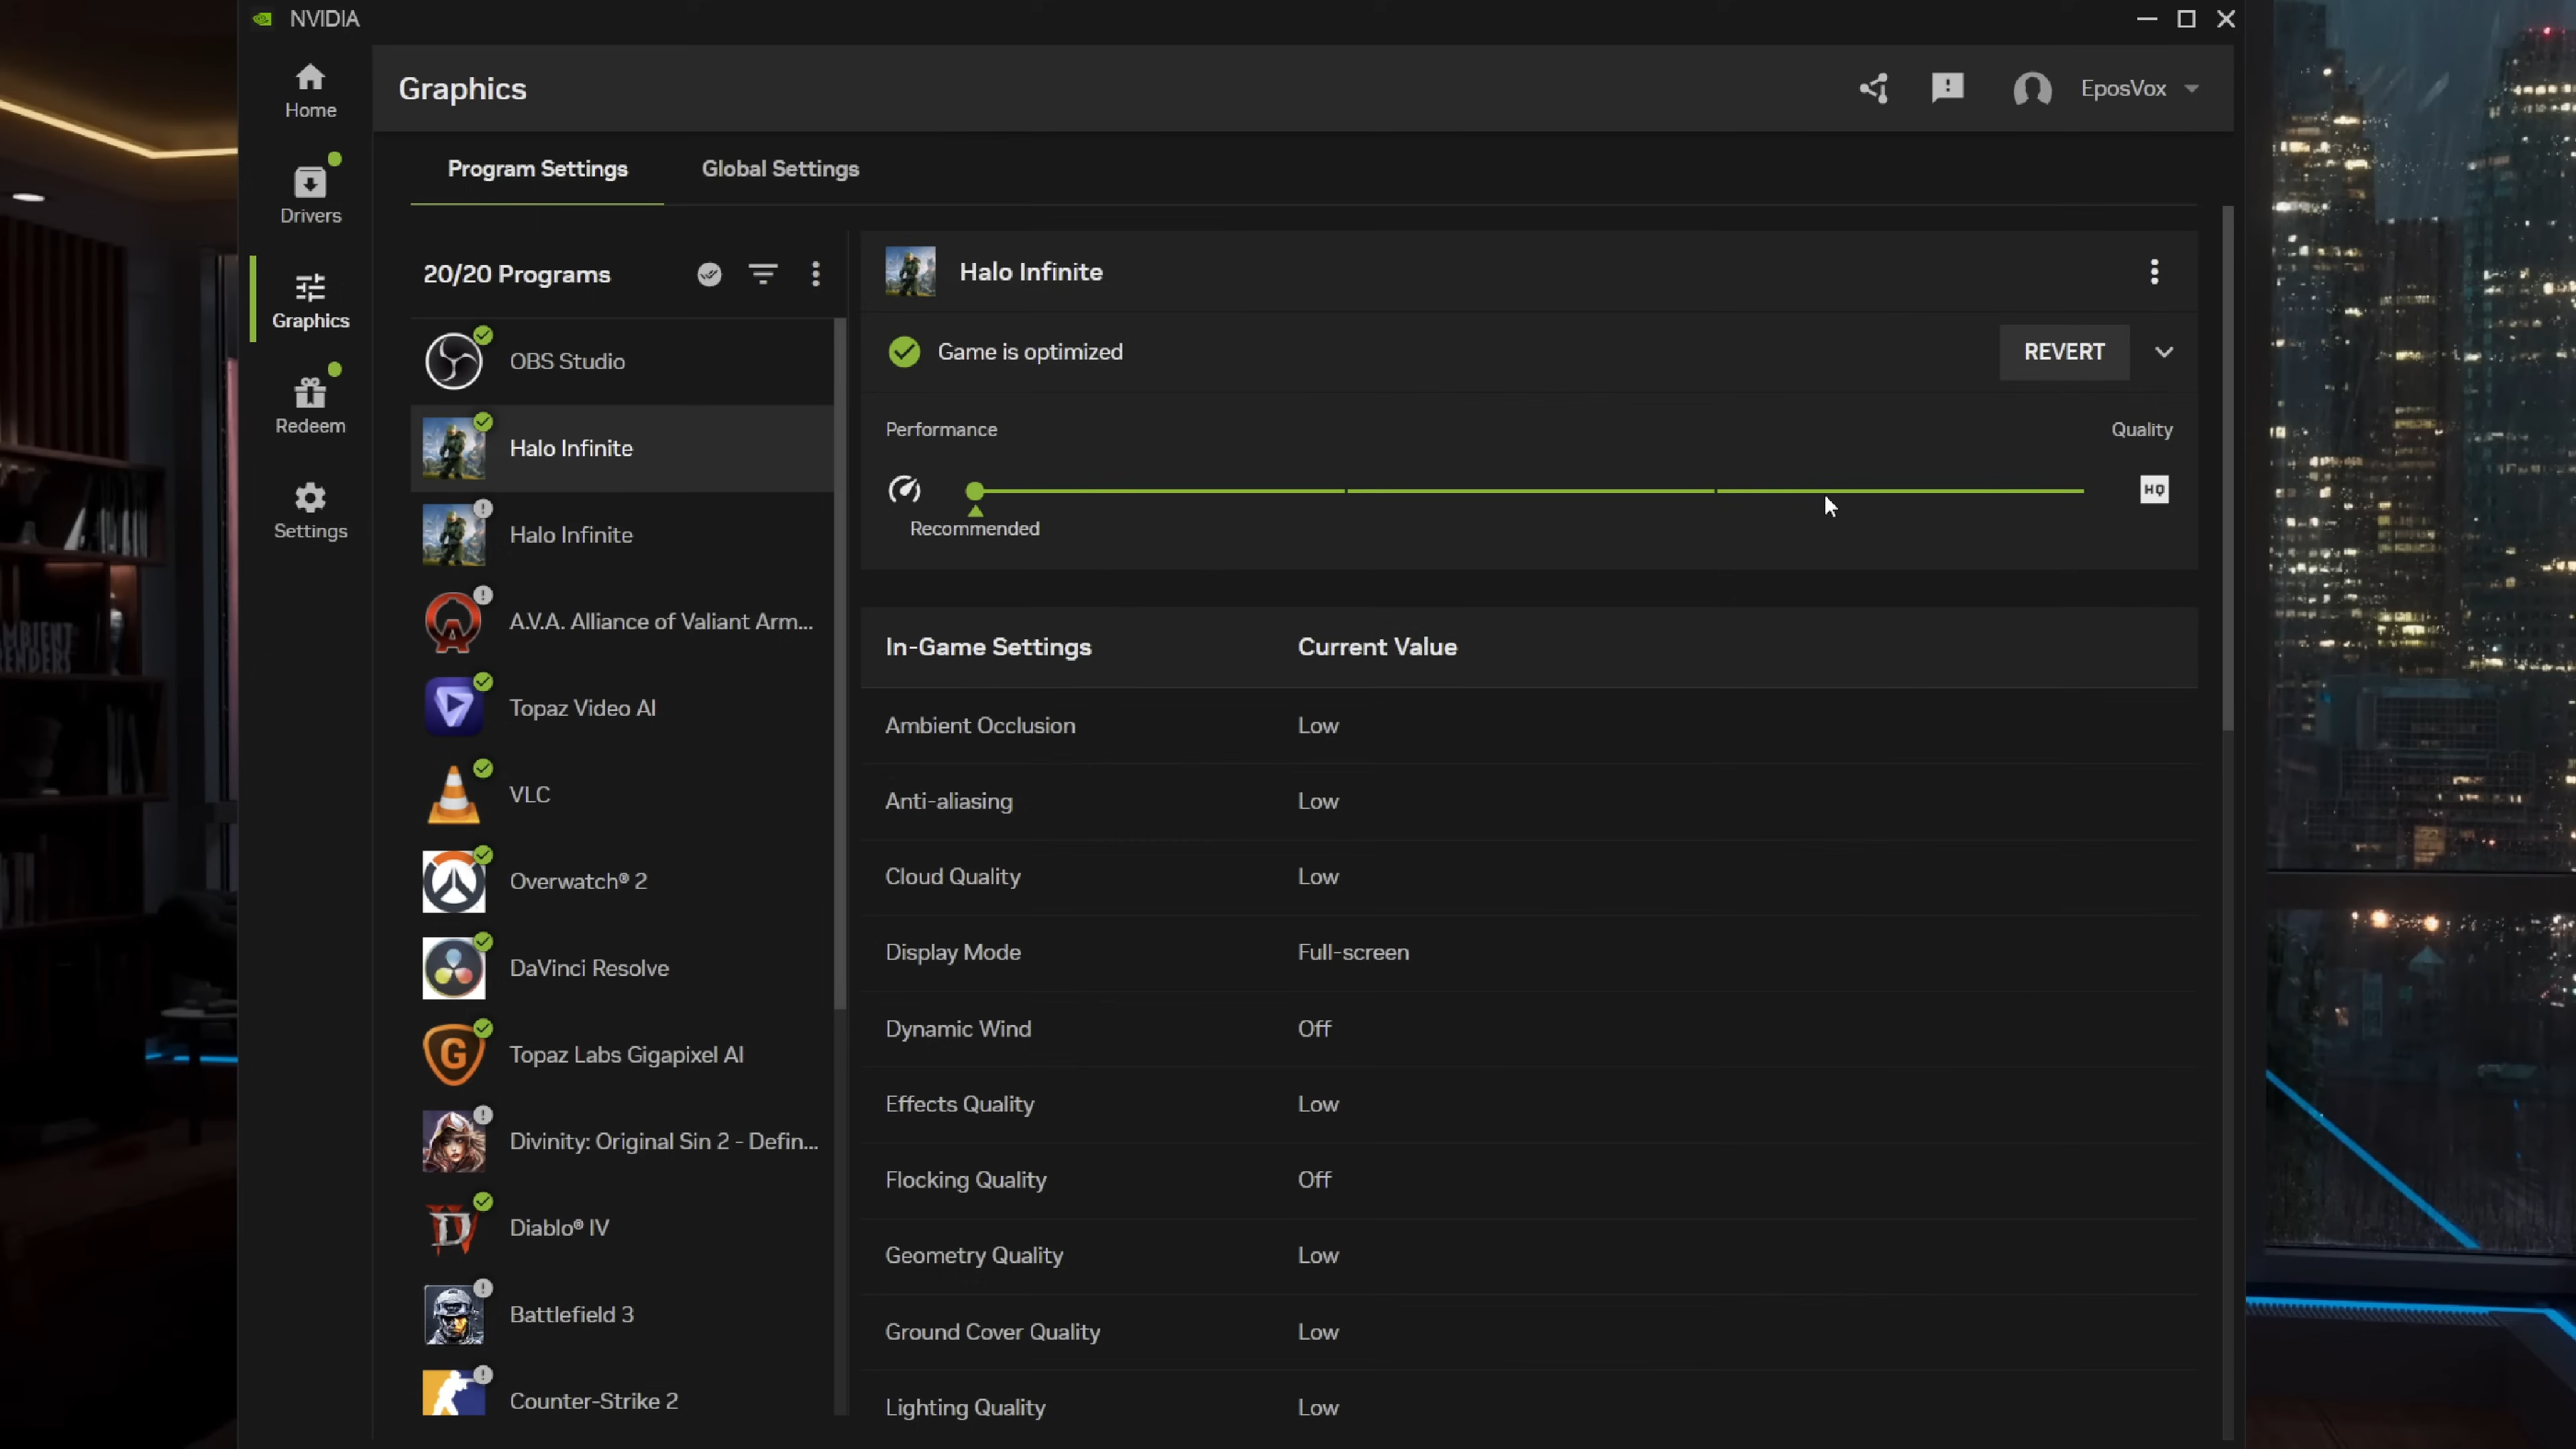 NVIDIA
Home
Drivers
Graphics
Redeem
Settings
Graphics
EposVox
Program Settings
Global Settings
20/20 Programs
OBS Studio
Halo Infinite
Halo Infinite
A.V.A. Alliance of Valiant Arm...
Topaz Video AI
VLC
Overwatch® 2
DaVinci Resolve
Topaz Labs Gigapixel AI
Divinity: Original Sin 2 - Defin...
Diablo® IV
Battlefield 3
Counter-Strike 2
Halo Infinite
Game is optimized
REVERT
Performance
Quality
HQ
Recommended
In-Game Settings Current Value
Ambient Occlusion Low
Anti-aliasing Low
Cloud Quality Low
Display Mode Full-screen
Dynamic Wind Off
Effects Quality Low
Flocking Quality Off
Geometry Quality Low
Ground Cover Quality Low
Lighting Quality Low